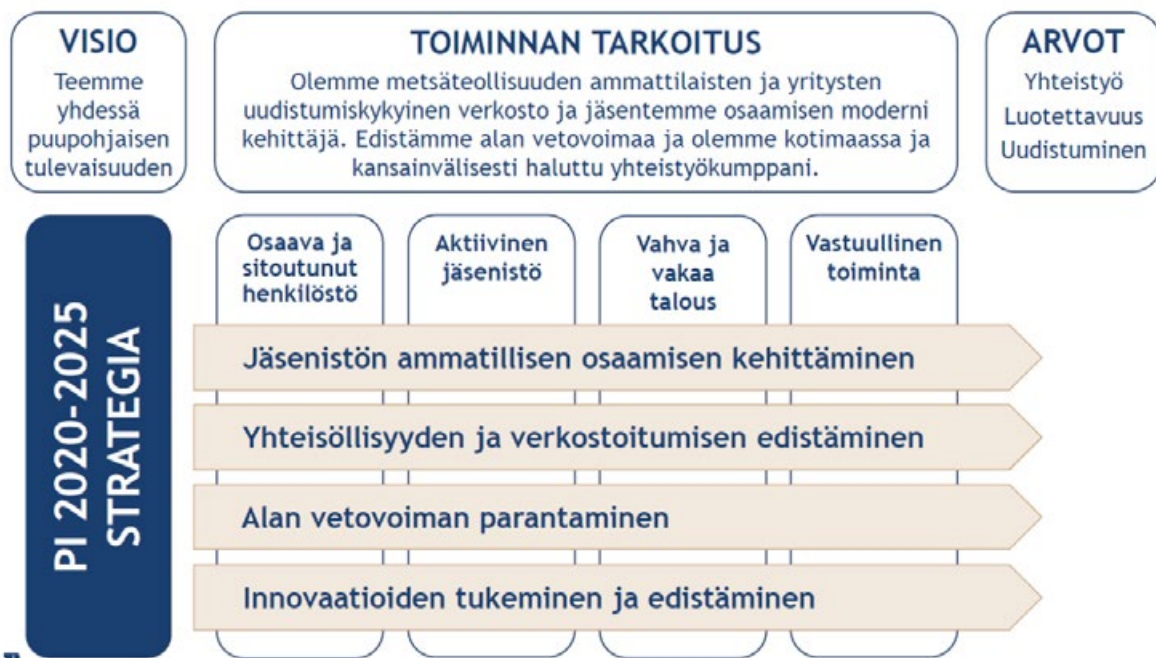 VISIO
Teemme
yhdessä
puupohjaisen
tulevaisuuden
TOIMINNAN TARKOITUS
Olemme metsäteollisuuden ammattilaisten ja yritysten
uudistumiskykyinen verkosto ja jäsentemme osaamisen moderni
kehittäjä. Edistämme alan vetovoimaa ja olemme kotimaassa ja
kansainvälisesti haluttu yhteistyökumppani.
ARVOT
Yhteistyö
Luotettavuus
Uudistuminen
PI 2020-2025
STRATEGIA
Osaava ja
sitoutunut
henkilöstö
Aktiivinen
jäsenistö
Vahva ja
vakaa
talous
Vastuullinen
toiminta
Jäsenistön ammatillisen osaamisen kehittäminen
Yhteisöllisyyden ja verkostoitumisen edistäminen
Alan vetovoiman parantaminen
Innovaatioiden tukeminen ja edistäminen